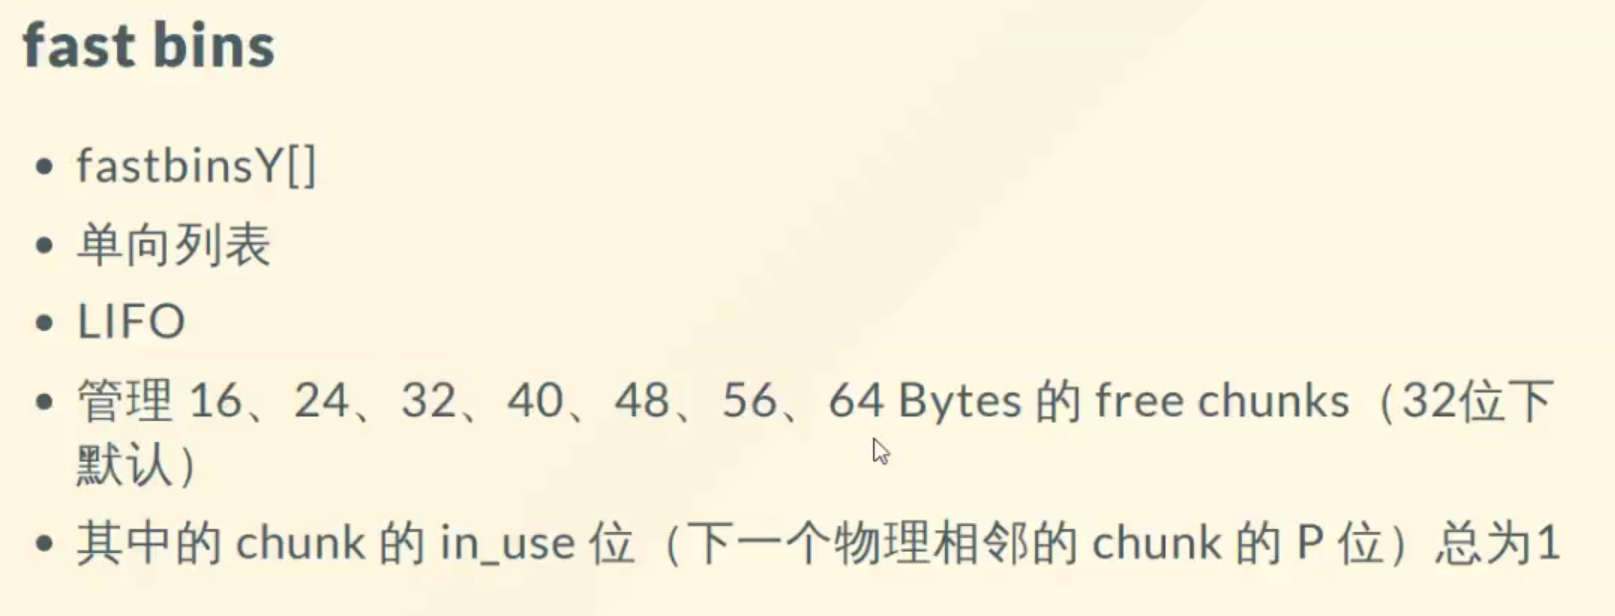 fast bins
• fastbinsY[]
• 单向列表
• LIFO
• 管理 16、24、32、40、48、56、64 Bytes 的 free chunks（32位下
默认）
• 其中的 chunk 的 in_use 位（下一个物理相邻的 chunk 的 P 位）总为1